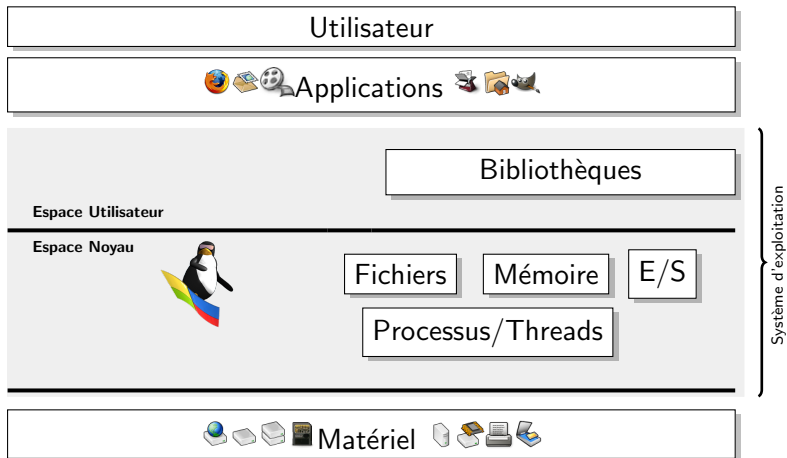 Utilisateur
Applications
Bibliothèques
Espace Utilisateur
Espace Noyau
Fichiers
Mémoire
E/S
Processus/Threads
Système d'exploitation
Matériel